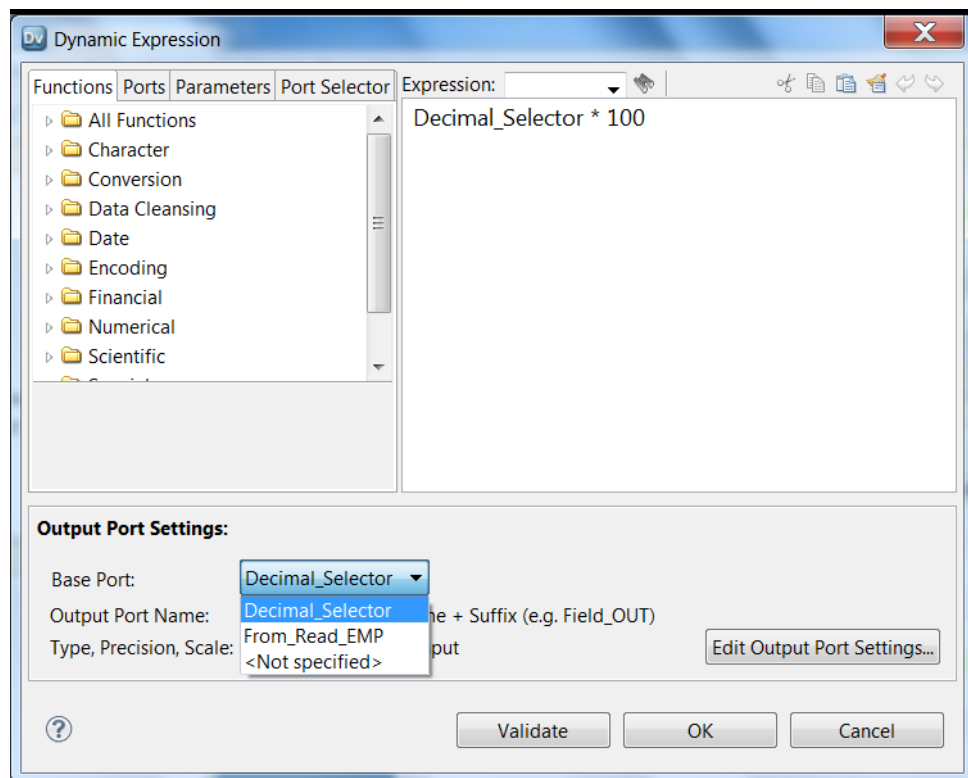 Dv Dynamic Expression
X
Functions Ports Parameters Port Selector
All Functions
Character
Conversion
Data Cleansing
Date
Encoding
Financial
Numerical
Scientific
Expression:
Decimal_Selector * 100
Output Port Settings:
Base Port: Decimal_Selector
Decimal_Selector
From_Read_EMP
<Not specified>
Output Port Name: + Suffix (e.g. Field_OUT)
Type, Precision, Scale:
Edit Output Port Settings...
? Validate OK Cancel